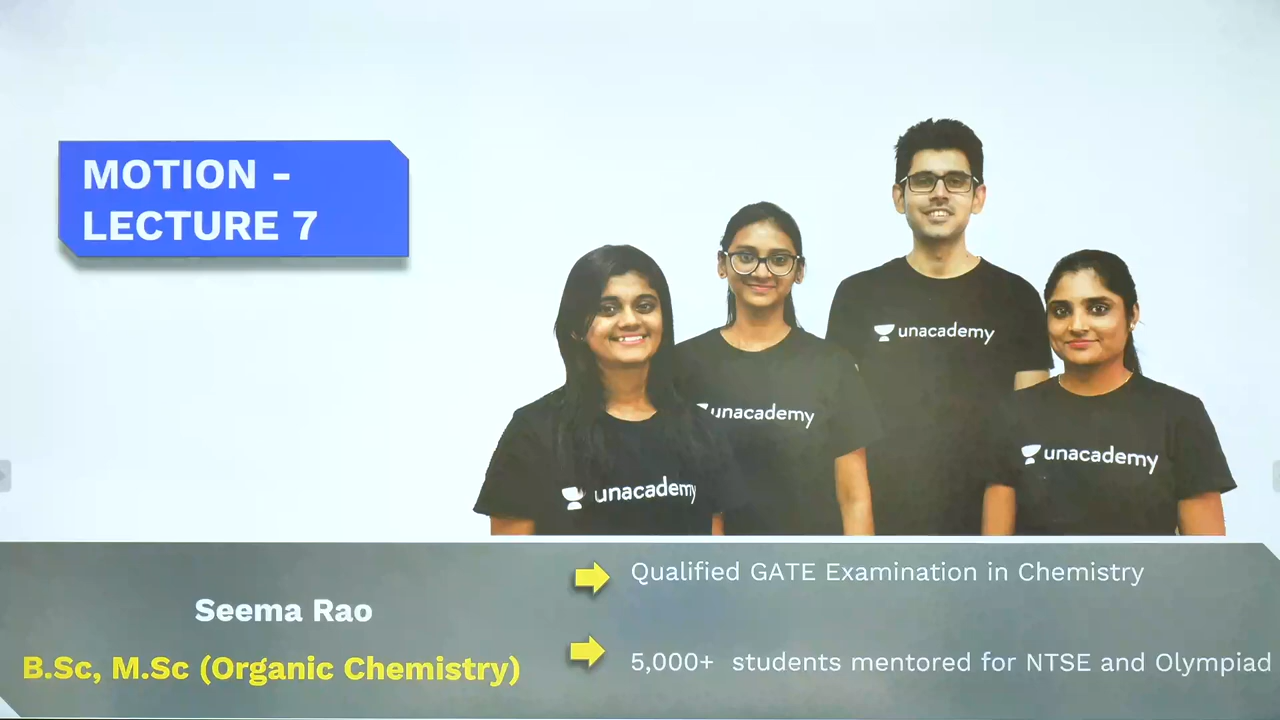 MOTION -
LECTURE 7
unacademy
unacademy
unacademy
unacademy
Seema Rao
B.Sc, M.Sc (Organic Chemistry)
Qualified GATE Examination in Chemistry
5,000+ students mentored for NTSE and Olympiad